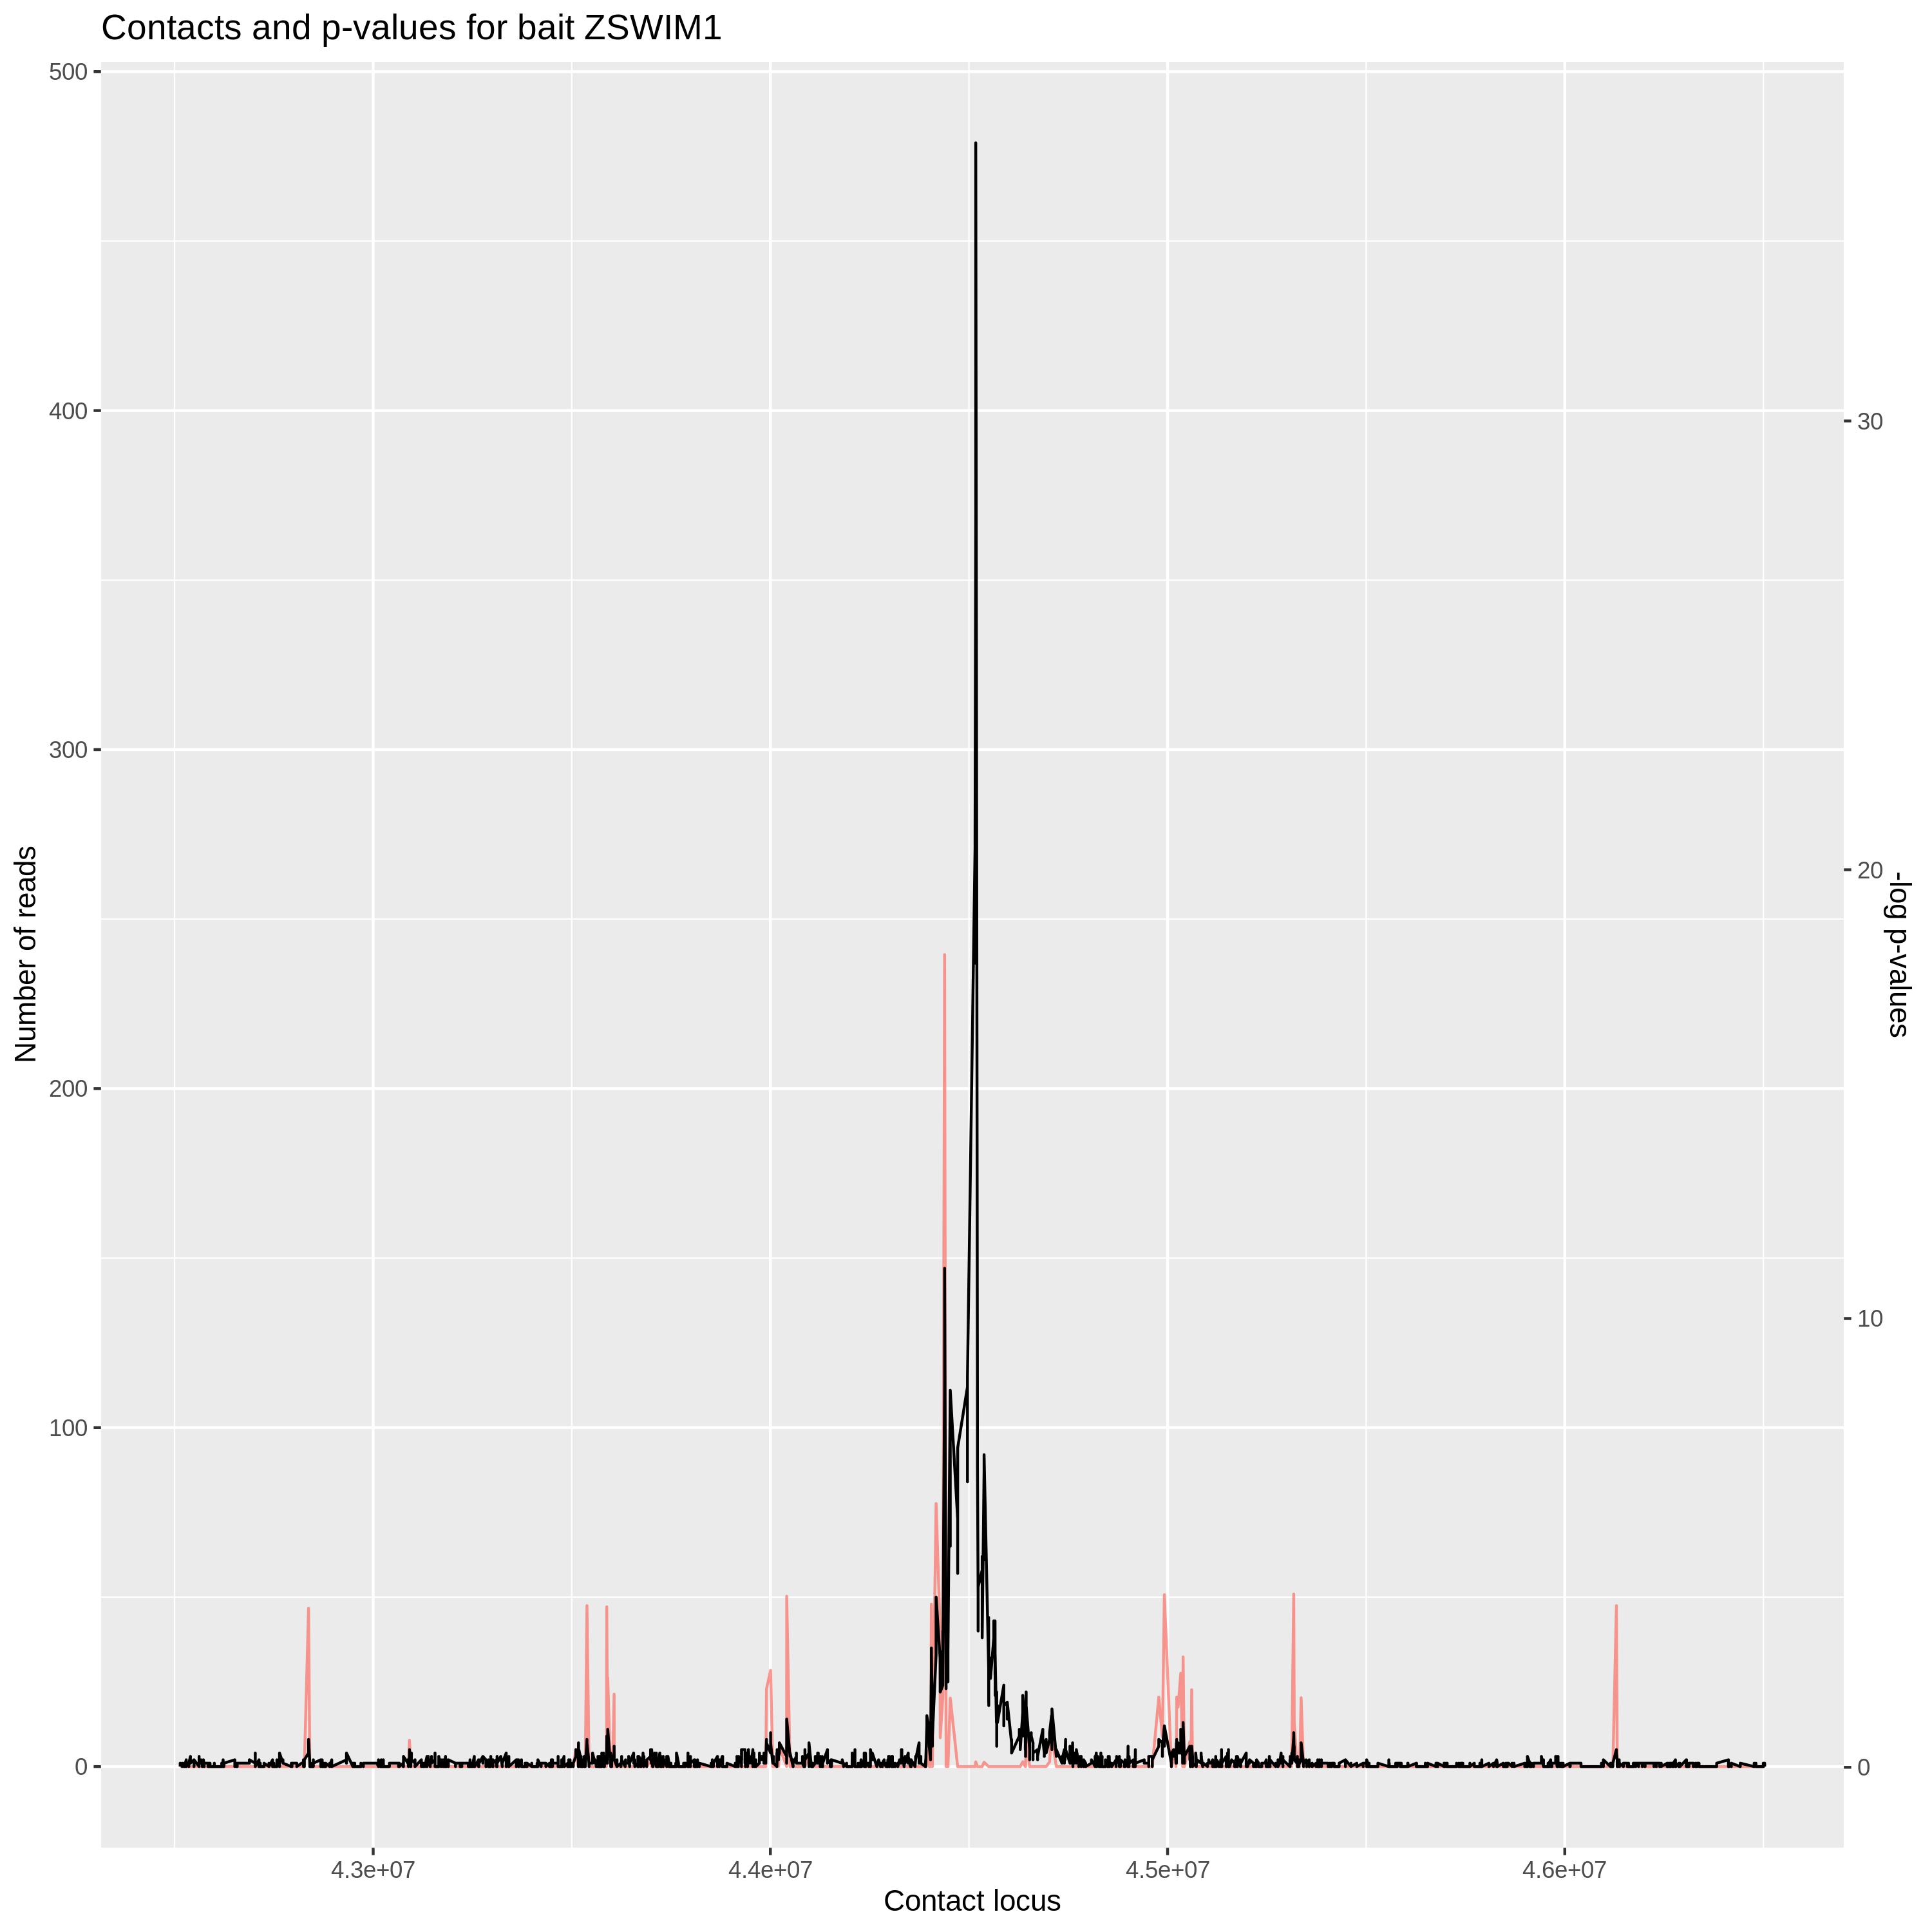 Contacts and p-values for bait ZSWIM1
500
400
300
200
100
0
Number of reads
30
20
10
0
-log p-values
4.3e+07
4.4e+07
4.5e+07
4.6e+07
Contact locus